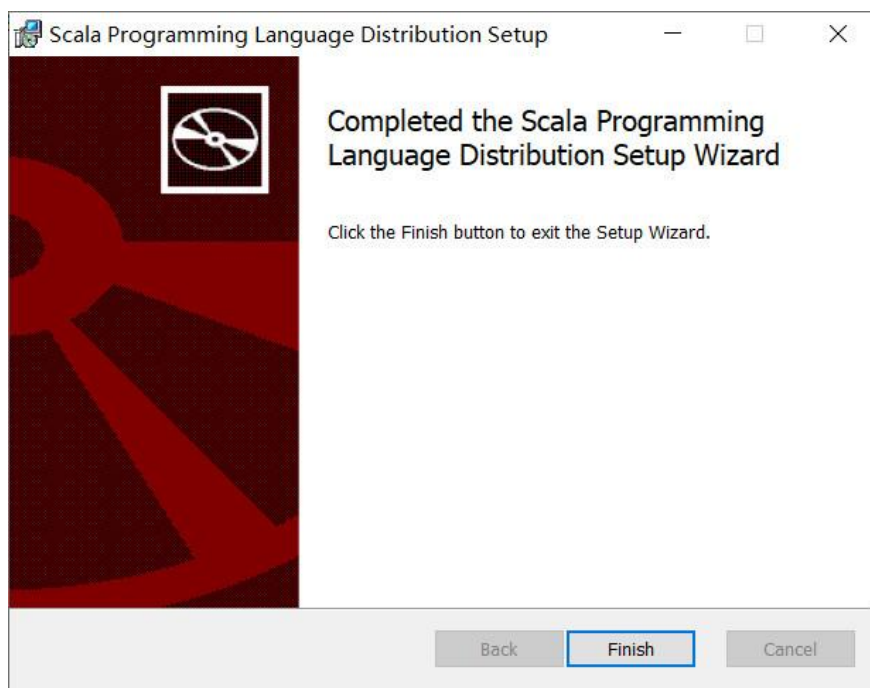 Scala Programming Language Distribution Setup
Completed the Scala Programming
Language Distribution Setup Wizard
Click the Finish button to exit the Setup Wizard.
Back
Finish
Cancel